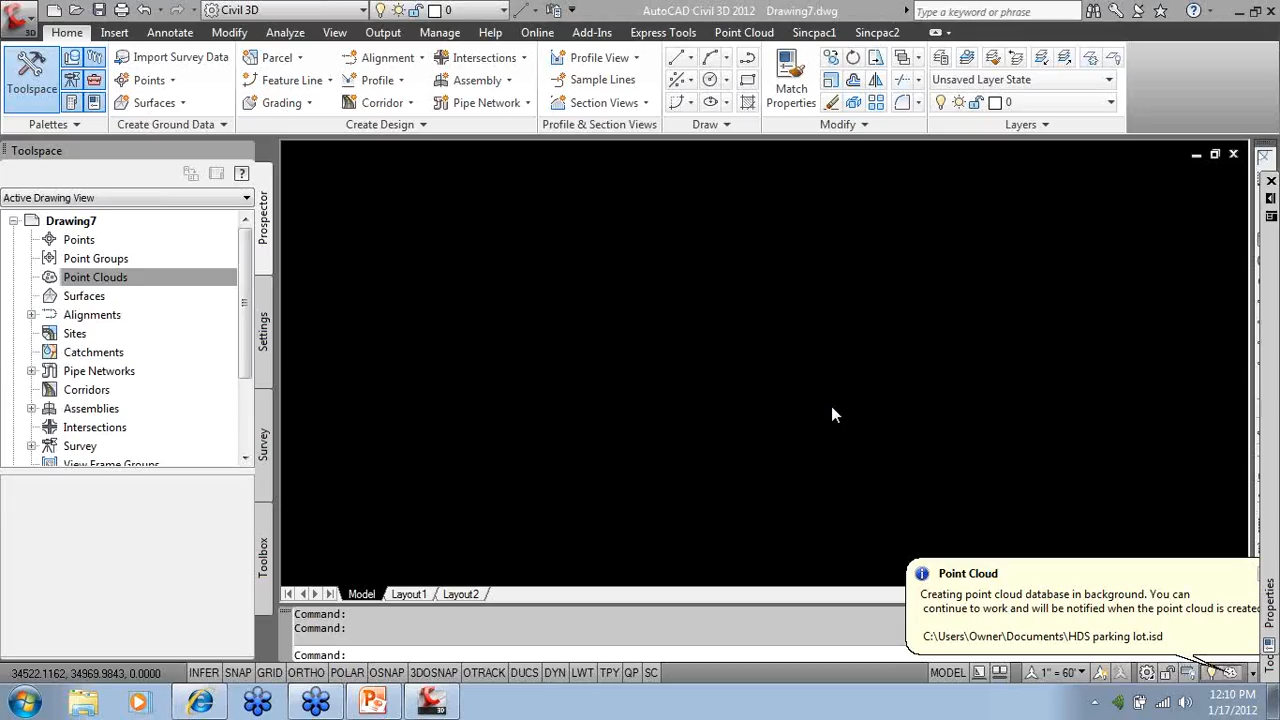 Civil 3D
0
AutoCAD Civil 3D 2012
Drawing7.dwg
Type a keyword or phrase
3D
Home
Insert
Annotate
Modify
Analyze
View
Output
Manage
Help
Online
Add-Ins
Express Tools
Point Cloud
Sincpac1
Sincpac2
Toolspace
Import Survey Data
Points
Surfaces
Parcel
Feature Line
Grading
Alignment
Profile
Corridor
Intersections
Assembly
Pipe Network
Profile View
Sample Lines
Section Views
Match
Properties
Unsaved Layer State
0
Palettes
Create Ground Data
Create Design
Profile & Section Views
Draw
Modify
Layers
Toolspace
Active Drawing View
Drawing7
Points
Point Groups
Point Clouds
Surfaces
Alignments
Sites
Catchments
Pipe Networks
Corridors
Assemblies
Intersections
Survey
View Frame Groups
Prospector
Settings
Survey
Toolbox
Model
Layout1
Layout2
Command:
Command:
Command:
Point Cloud
Creating point cloud database in background. You can
continue to work and will be notified when the point cloud is create
C:\Users\Owner\Documents\HDS parking lot.isd
Properties
34522.1162, 34969.9843, 0.0000
INFER
SNAP
GRID
ORTHO
POLAR
OSNAP
3DOSNAP
OTRACK
DUCS
DYN
LWT
TPY
QP
SC
MODEL
1" = 60'
12:10 PM
1/17/2012